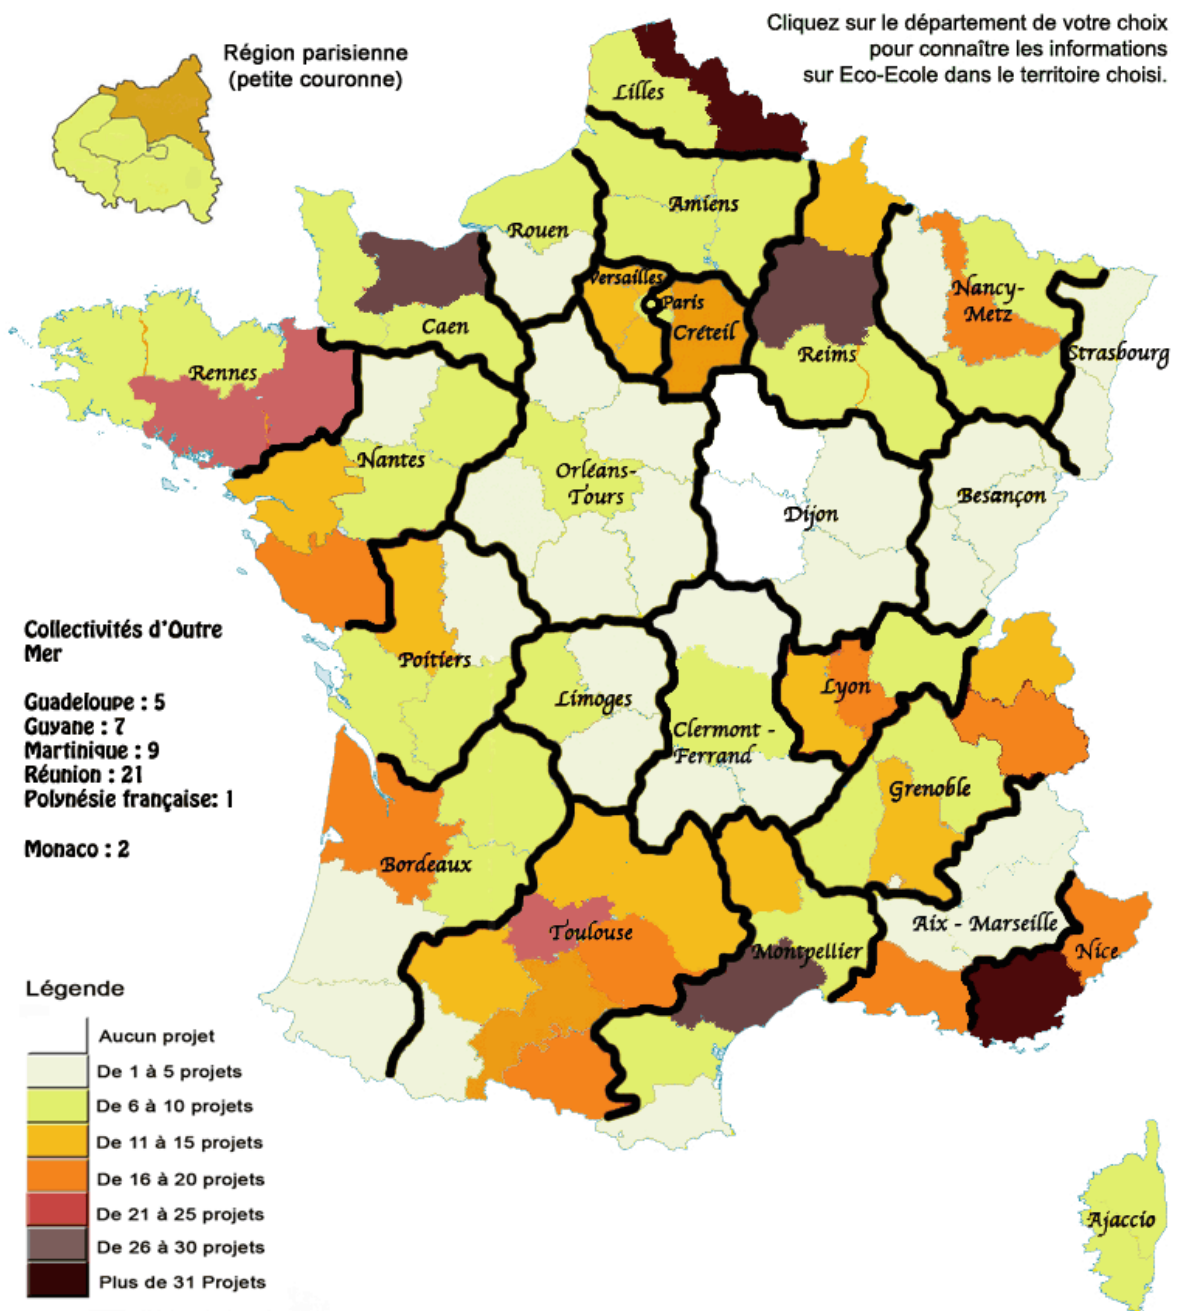 Cliquez sur le département de votre choix
pour connaître les informations
sur Eco-Ecole dans le territoire choisi.
Région parisienne
(petite couronne)
Lilles
Amiens
Rouen
Versailles
Paris
Créteil
Caen
Nancy-
Metz
Reims
Strasbourg
Rennes
Nantes
Orléans-
Tours
Besançon
Dijon
Collectivités d'Outre
Mer
Guadeloupe : 5
Guyane : 7
Martinique : 9
Réunion : 21
Polynésie française: 1
Monaco : 2
Poitiers
Limoges
Lyon
Clermont -
Ferrand
Grenoble
Bordeaux
Toulouse
Montpellier
Aix - Marseille
Nice
Ajaccio
Légende
Aucun projet
De 1 à 5 projets
De 6 à 10 projets
De 11 à 15 projets
De 16 à 20 projets
De 21 à 25 projets
De 26 à 30 projets
Plus de 31 Projets